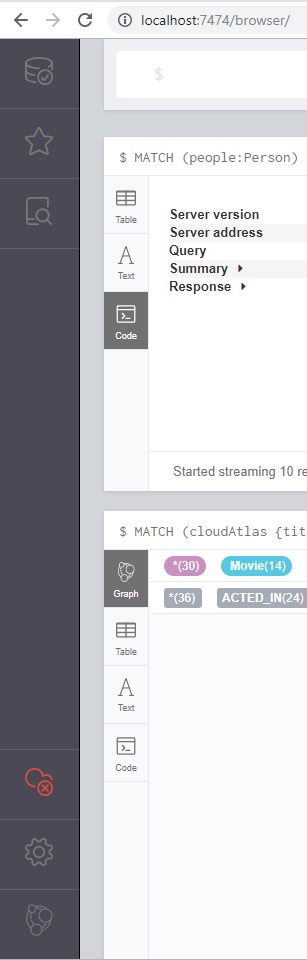 localhost:7474/browser/
$
$ MATCH (people:Person)
Table
Text
Code
Server version
Server address
Query
Summary
Response
Started streaming 10 re
$ MATCH (cloudAtlas {tit
Graph
Table
Text
Code
*(30) Movie(14)
*(36) ACTED_IN(24)